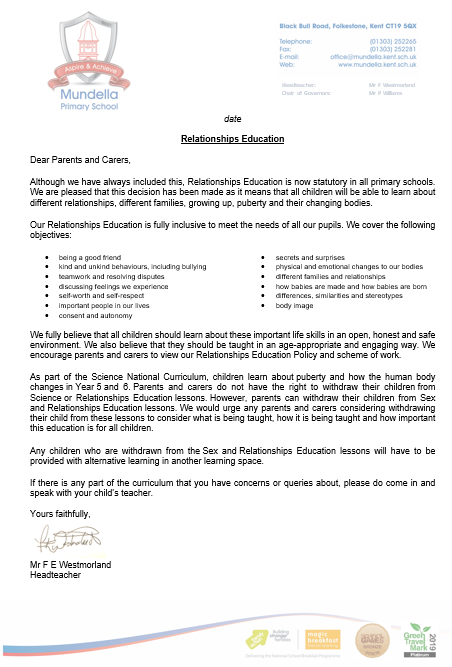 Aspire & Achieve
Mundella
Primary School
Black Bull Road, Folkestone, Kent CT19 5QX
Telephone: (01303) 252265
Fax: (01303) 252281
E-mail: office@mundella.kent.sch.uk
Web: www.mundella.kent.sch.uk
Headteacher: Mr F Westmorland
Chair of Governors Mr P Williams
date
Relationships Education
Dear Parents and Carers,
Although we have always included this, Relationships Education is now statutory in all primary schools.
We are pleased that this decision has been made as it means that all children will be able to learn about
different relationships, different families, growing up, puberty and their changing bodies.
Our Relationships Education is fully inclusive to meet the needs of all our pupils. We cover the following
objectives:
• being a good friend
• kind and unkind behaviours, including bullying
• teamwork and resolving disputes
• discussing feelings we experience
• self-worth and self-respect
• important people in our lives
• consent and autonomy
• secrets and surprises
• physical and emotional changes to our bodies
• different families and relationships
• how babies are made and how babies are born
• differences, similarities and stereotypes
• body image
We fully believe that all children should learn about these important life skills in an open, honest and safe
environment. We also believe that they should be taught in an age-appropriate and engaging way. We
encourage parents and carers to view our Relationships Education Policy and scheme of work.
As part of the Science National Curriculum, children learn about puberty and how the human body
changes in Year 5 and 6. Parents and carers do not have the right to withdraw their children from
Science or Relationships Education lessons. However, parents can withdraw their children from Sex
and Relationships Education lessons. We would urge any parents and carers considering withdrawing
their child from these lessons to consider what is being taught, how it is being taught and how important
this education is for all children.
Any children who are withdrawn from the Sex and Relationships Education lessons will have to be
provided with alternative learning in another learning space.
If there is any part of the curriculum that you have concerns or queries about, please do come in and
speak with your child's teacher.
Yours faithfully,
Mr F E Westmorland
Headteacher
magic
breakfast
Green
Travel
Mark
Platinum
2019